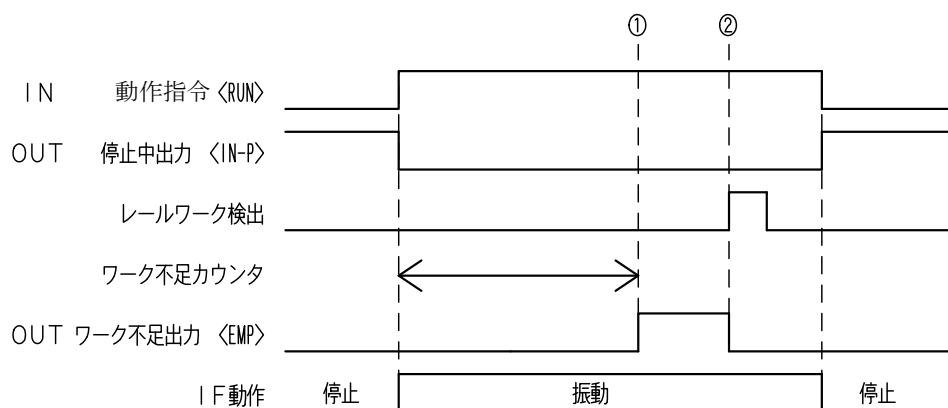 ① ②
IN 動作指令〈RUN〉
OUT 停止中出力〈IN-P〉
レールワーク検出
ワーク不足カウンタ
OUT ワーク不足出力〈EMP〉
IF動作 停止 振動 停止